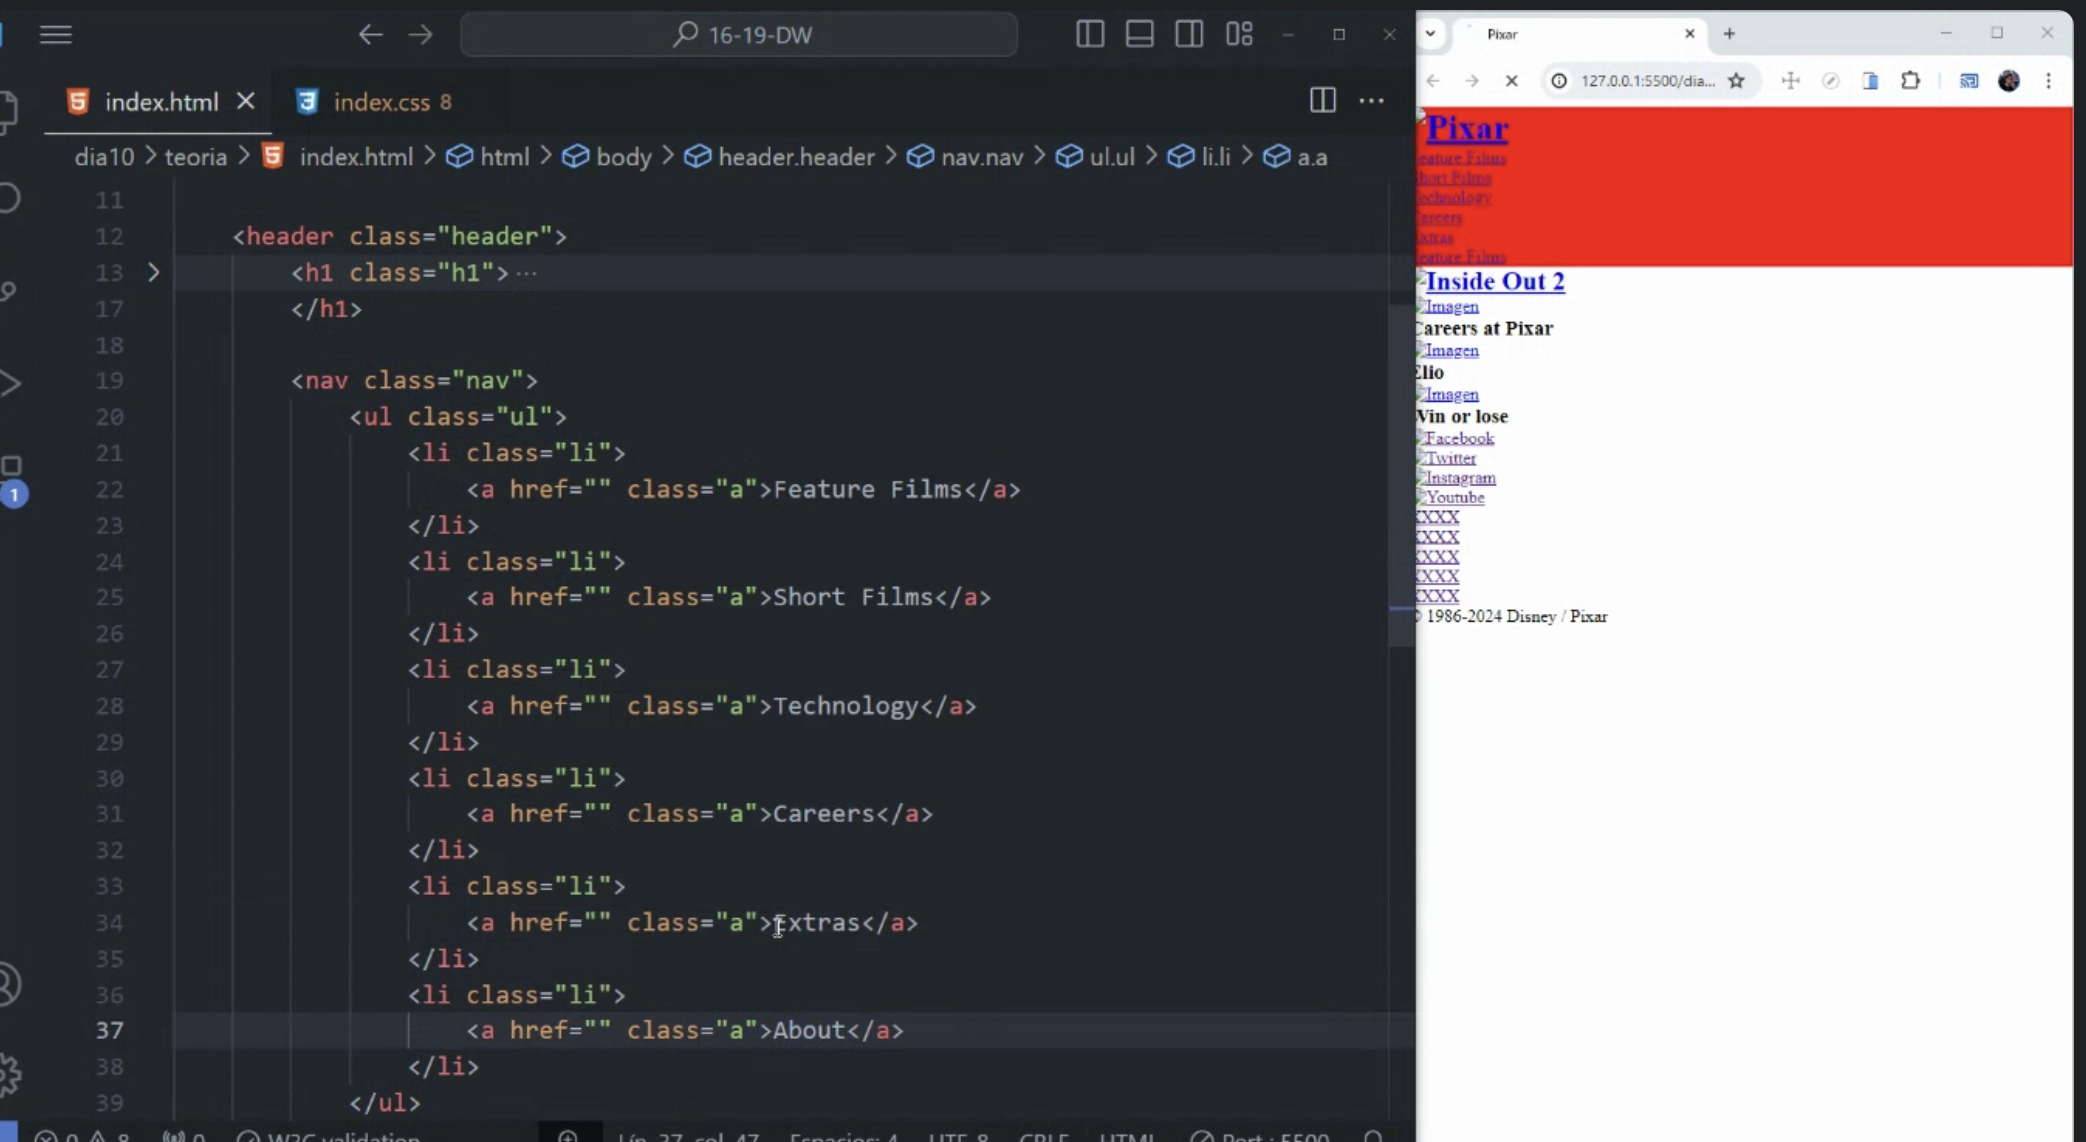 16-19-DW
index.html
index.css 8
dia10 > teoria > index.html > html > body > header.header > nav.nav > ul.ul > li.li > a.a
11
12 <header class="header">
13 <h1 class="h1"> ...
17 </h1>
18
19 <nav class="nav">
20 <ul class="ul">
21 <li class="li">
22 <a href="" class="a">Feature Films</a>
23 </li>
24 <li class="li">
25 <a href="" class="a">Short Films</a>
26 </li>
27 <li class="li">
28 <a href="" class="a">Technology</a>
29 </li>
30 <li class="li">
31 <a href="" class="a">Careers</a>
32 </li>
33 <li class="li">
34 <a href="" class="a">Extras</a>
35 </li>
36 <li class="li">
37 <a href="" class="a">About</a>
38 </li>
39 </ul>
1
0 8 0 W3C validation Lín. 37, col. 47 Espacios: 4 UTF-8 CRLF HTML Port : 5500
Pixar
127.0.0.1:5500/dia...
Pixar
eature Films
hort Films
echnology
areers
xtras
eature Films
Inside Out 2
Imagen
Careers at Pixar
Imagen
Elio
Imagen
Win or lose
Facebook
Twitter
Instagram
Youtube
XXXX
XXXX
XXXX
XXXX
XXXX
© 1986-2024 Disney / Pixar